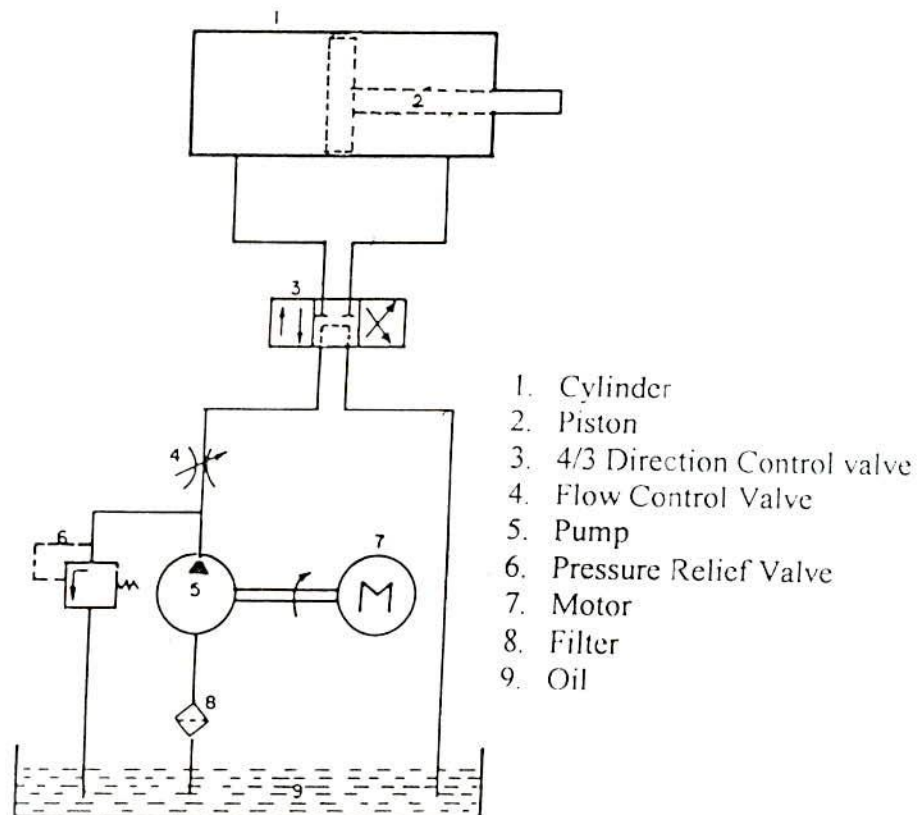 1
2
3
4
6
5
7
M
8
9
1. Cylinder
2. Piston
3. 4/3 Direction Control valve
4. Flow Control Valve
5. Pump
6. Pressure Relief Valve
7. Motor
8. Filter
9. Oil